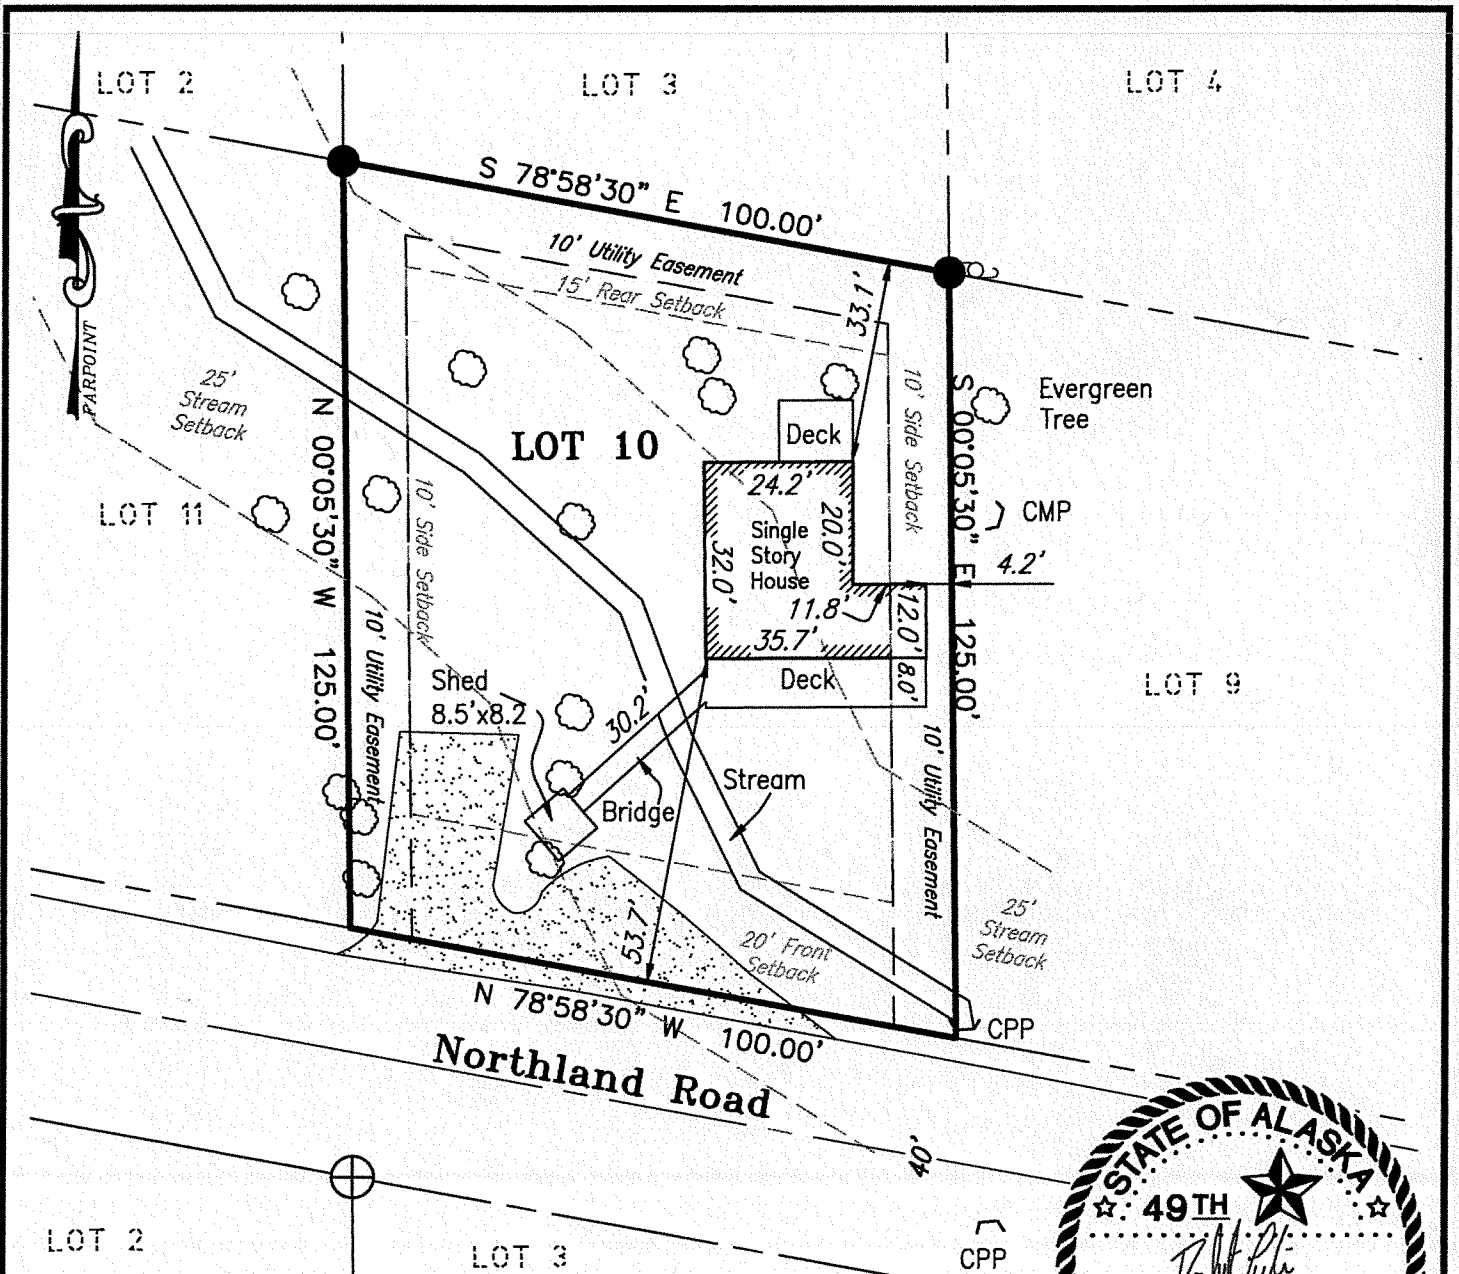 LOT 2
LOT 3
LOT 4
S 78°58'30" E 100.00'
10' Utility Easement
15' Rear Setback
33.1'
PARPOINT
25'
Stream
Setback
N 00°05'30" W 125.00'
10' Side Setback
LOT 10
Deck
10' Side Setback
S 00°05'30" E 125.00'
Evergreen
Tree
LOT 11
24.2'
20.0'
Single
Story
House
32.0'
11.8'
35.7'
12.0'
CMP
4.2'
10' Utility Easement
Shed
8.5'x8.2
30.2'
Deck
8.0'
LOT 9
Stream
Bridge
10' Utility Easement
53.7'
20' Front
Setback
25'
Stream
Setback
N 78°58'30" W 100.00'
CPP
Northland Road
40'
STATE OF ALASKA
49TH
LOT 2
LOT 3
CPP